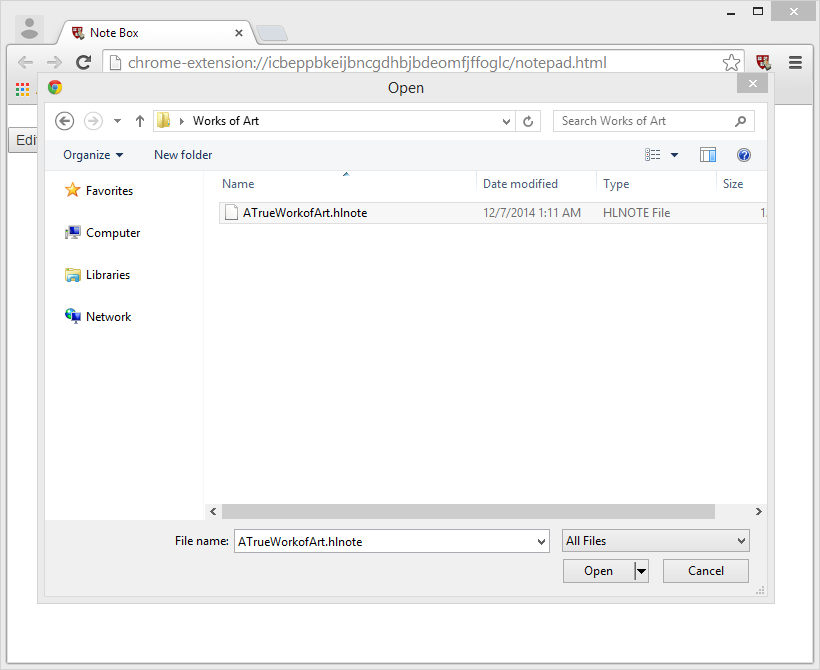 Note Box
chrome-extension://icbeppbkeijbncgdhbjbdeomfjffoglc/notepad.html
Open
Works of Art
Search Works of Art
Edi
Organize
New folder
Name
Date modified
Type
Size
Favorites
ATrueWorkofArt.hlnote
12/7/2014 1:11 AM
HLNOTE File
1
Computer
Libraries
Network
File name:
ATrueWorkofArt.hlnote
All Files
Open
Cancel